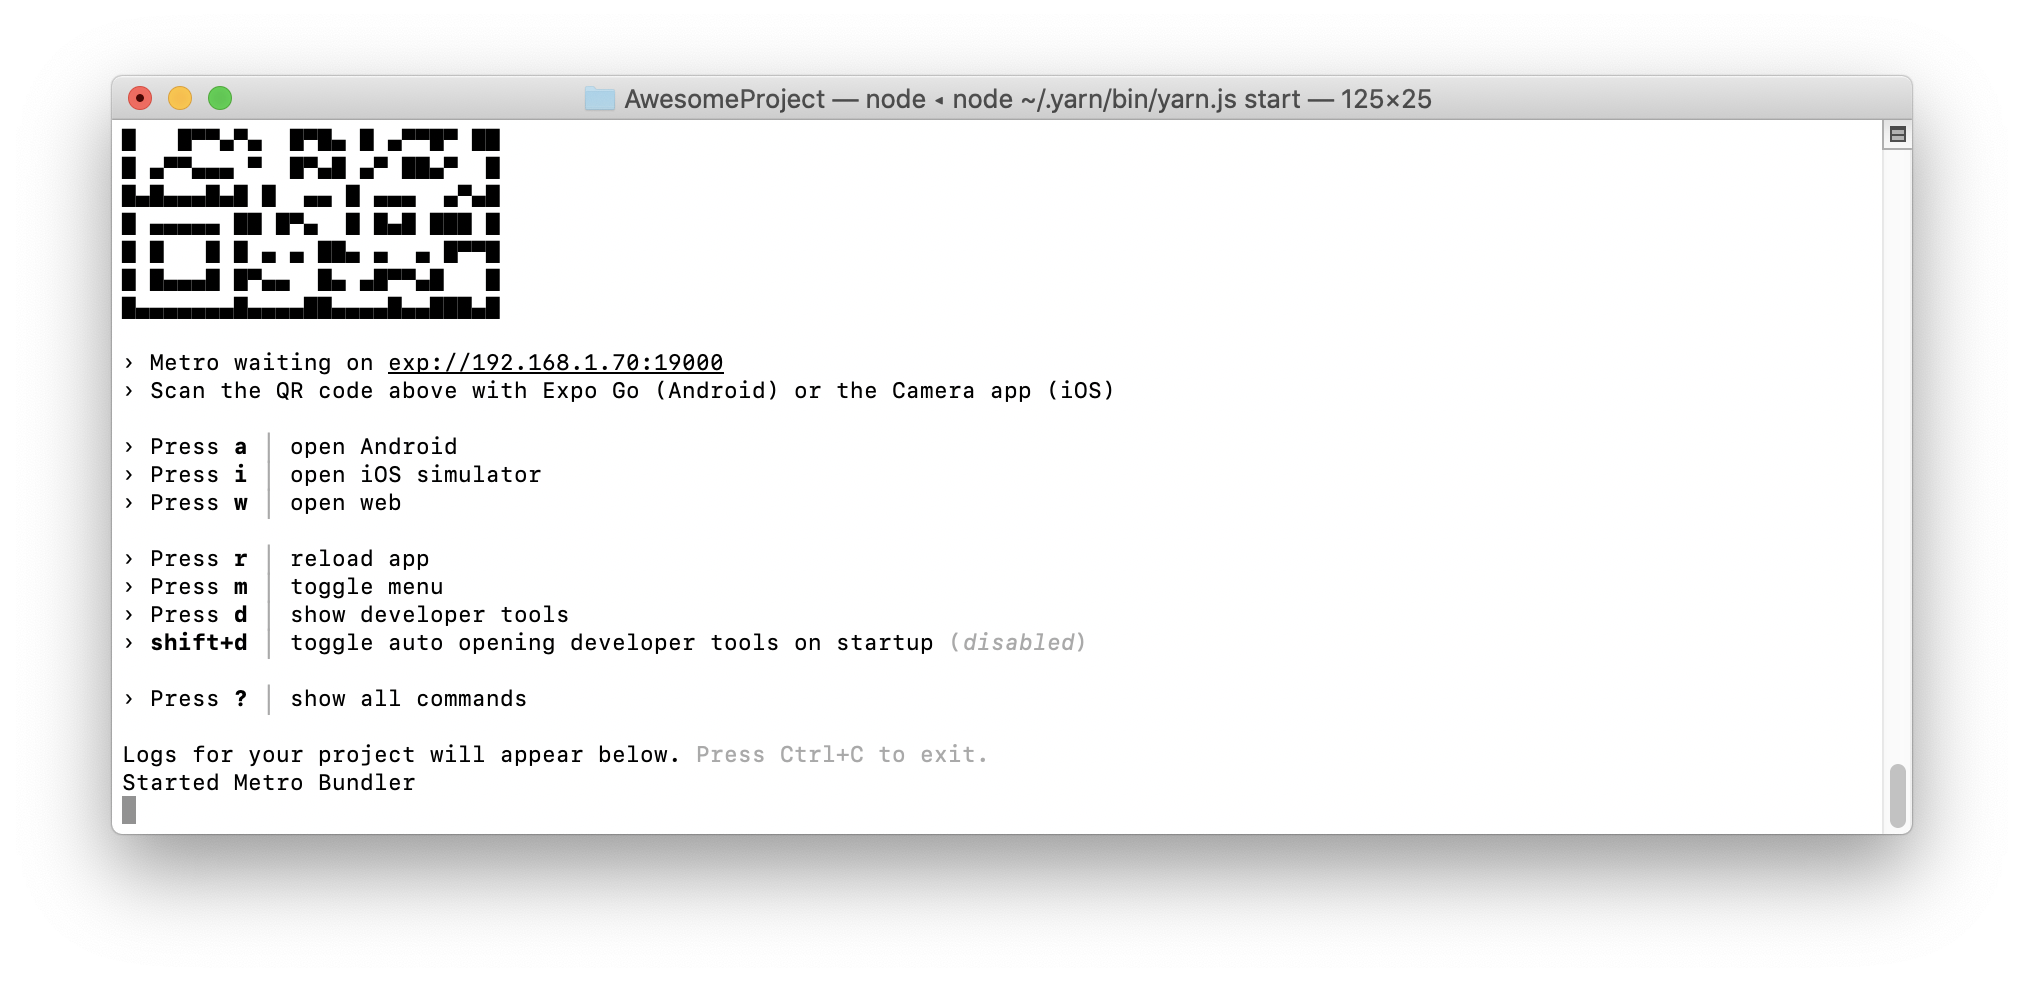 AwesomeProject — node ◂ node ~/.yarn/bin/yarn.js start — 125×25
› Metro waiting on exp://192.168.1.70:19000
› Scan the QR code above with Expo Go (Android) or the Camera app (iOS)
› Press a │ open Android
› Press i │ open iOS simulator
› Press w │ open web
› Press r │ reload app
› Press m │ toggle menu
› Press d │ show developer tools
› shift+d │ toggle auto opening developer tools on startup (disabled)
› Press ? │ show all commands
Logs for your project will appear below. Press Ctrl+C to exit.
Started Metro Bundler